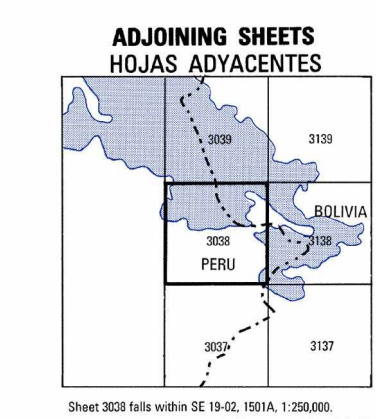 ADJOINING SHEETS
HOJAS ADYACENTES
3039
3139
BOLIVIA
3038
3138
PERU
3037
3137
Sheet 3038 falls within SE 19-02, 1501A, 1:250,000.